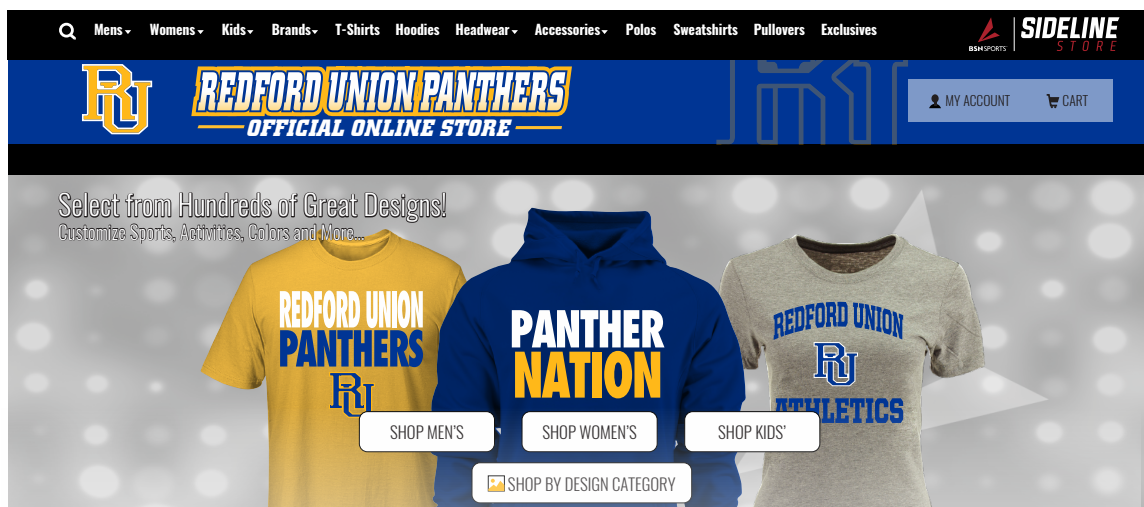 Mens Womens Kids Brands T-Shirts Hoodies Headwear Accessories Polos Sweatshirts Pullovers Exclusives
BSN SPORTS
SIDELINE
STORE
RU
REDFORD UNION PANTHERS
OFFICIAL ONLINE STORE
MY ACCOUNT CART
Select from Hundreds of Great Designs!
Customize Sports, Activities, Colors and More...
REDFORD UNION
PANTHERS
RU
PANTHER
NATION
REDFORD UNION
RU
ATHLETICS
SHOP MEN'S SHOP WOMEN'S SHOP KIDS'
SHOP BY DESIGN CATEGORY